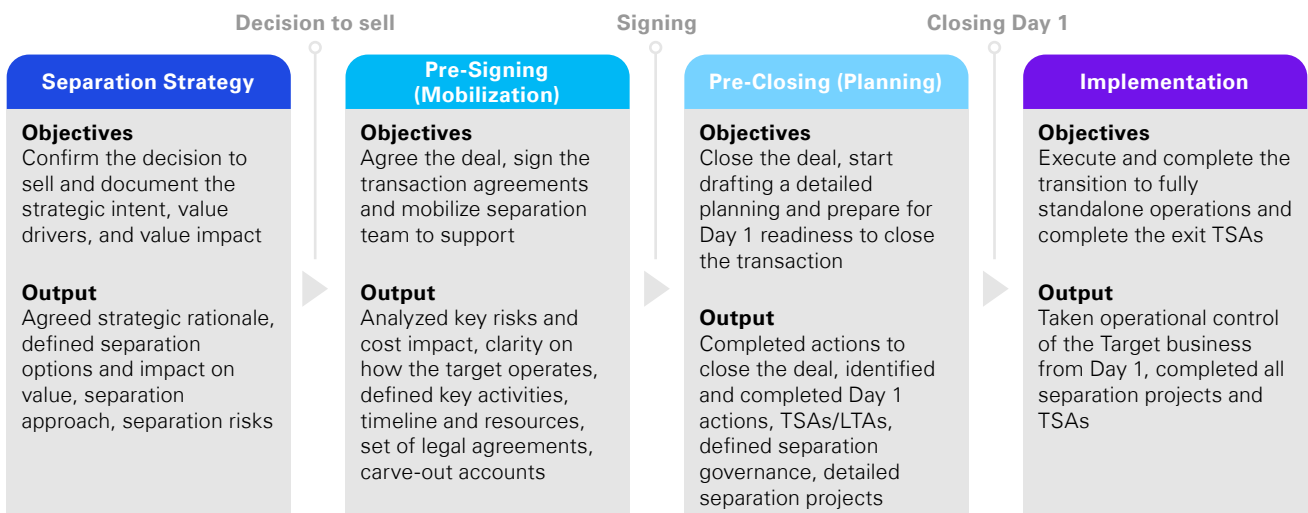 Decision to sell
Signing
Closing Day 1
Separation Strategy
Objectives
Confirm the decision to
sell and document the
strategic intent, value
drivers, and value impact
Output
Agreed strategic rationale,
defined separation
options and impact on
value, separation
approach, separation risks
Pre-Signing
(Mobilization)
Objectives
Agree the deal, sign the
transaction agreements
and mobilize separation
team to support
Output
Analyzed key risks and
cost impact, clarity on
how the target operates,
defined key activities,
timeline and resources,
set of legal agreements,
carve-out accounts
Pre-Closing (Planning)
Objectives
Close the deal, start
drafting a detailed
planning and prepare for
Day 1 readiness to close
the transaction
Output
Completed actions to
close the deal, identified
and completed Day 1
actions, TSAs/LTAs,
defined separation
governance, detailed
separation projects
Implementation
Objectives
Execute and complete the
transition to fully
standalone operations and
complete the exit TSAs
Output
Taken operational control
of the Target business
from Day 1, completed all
separation projects and
TSAs